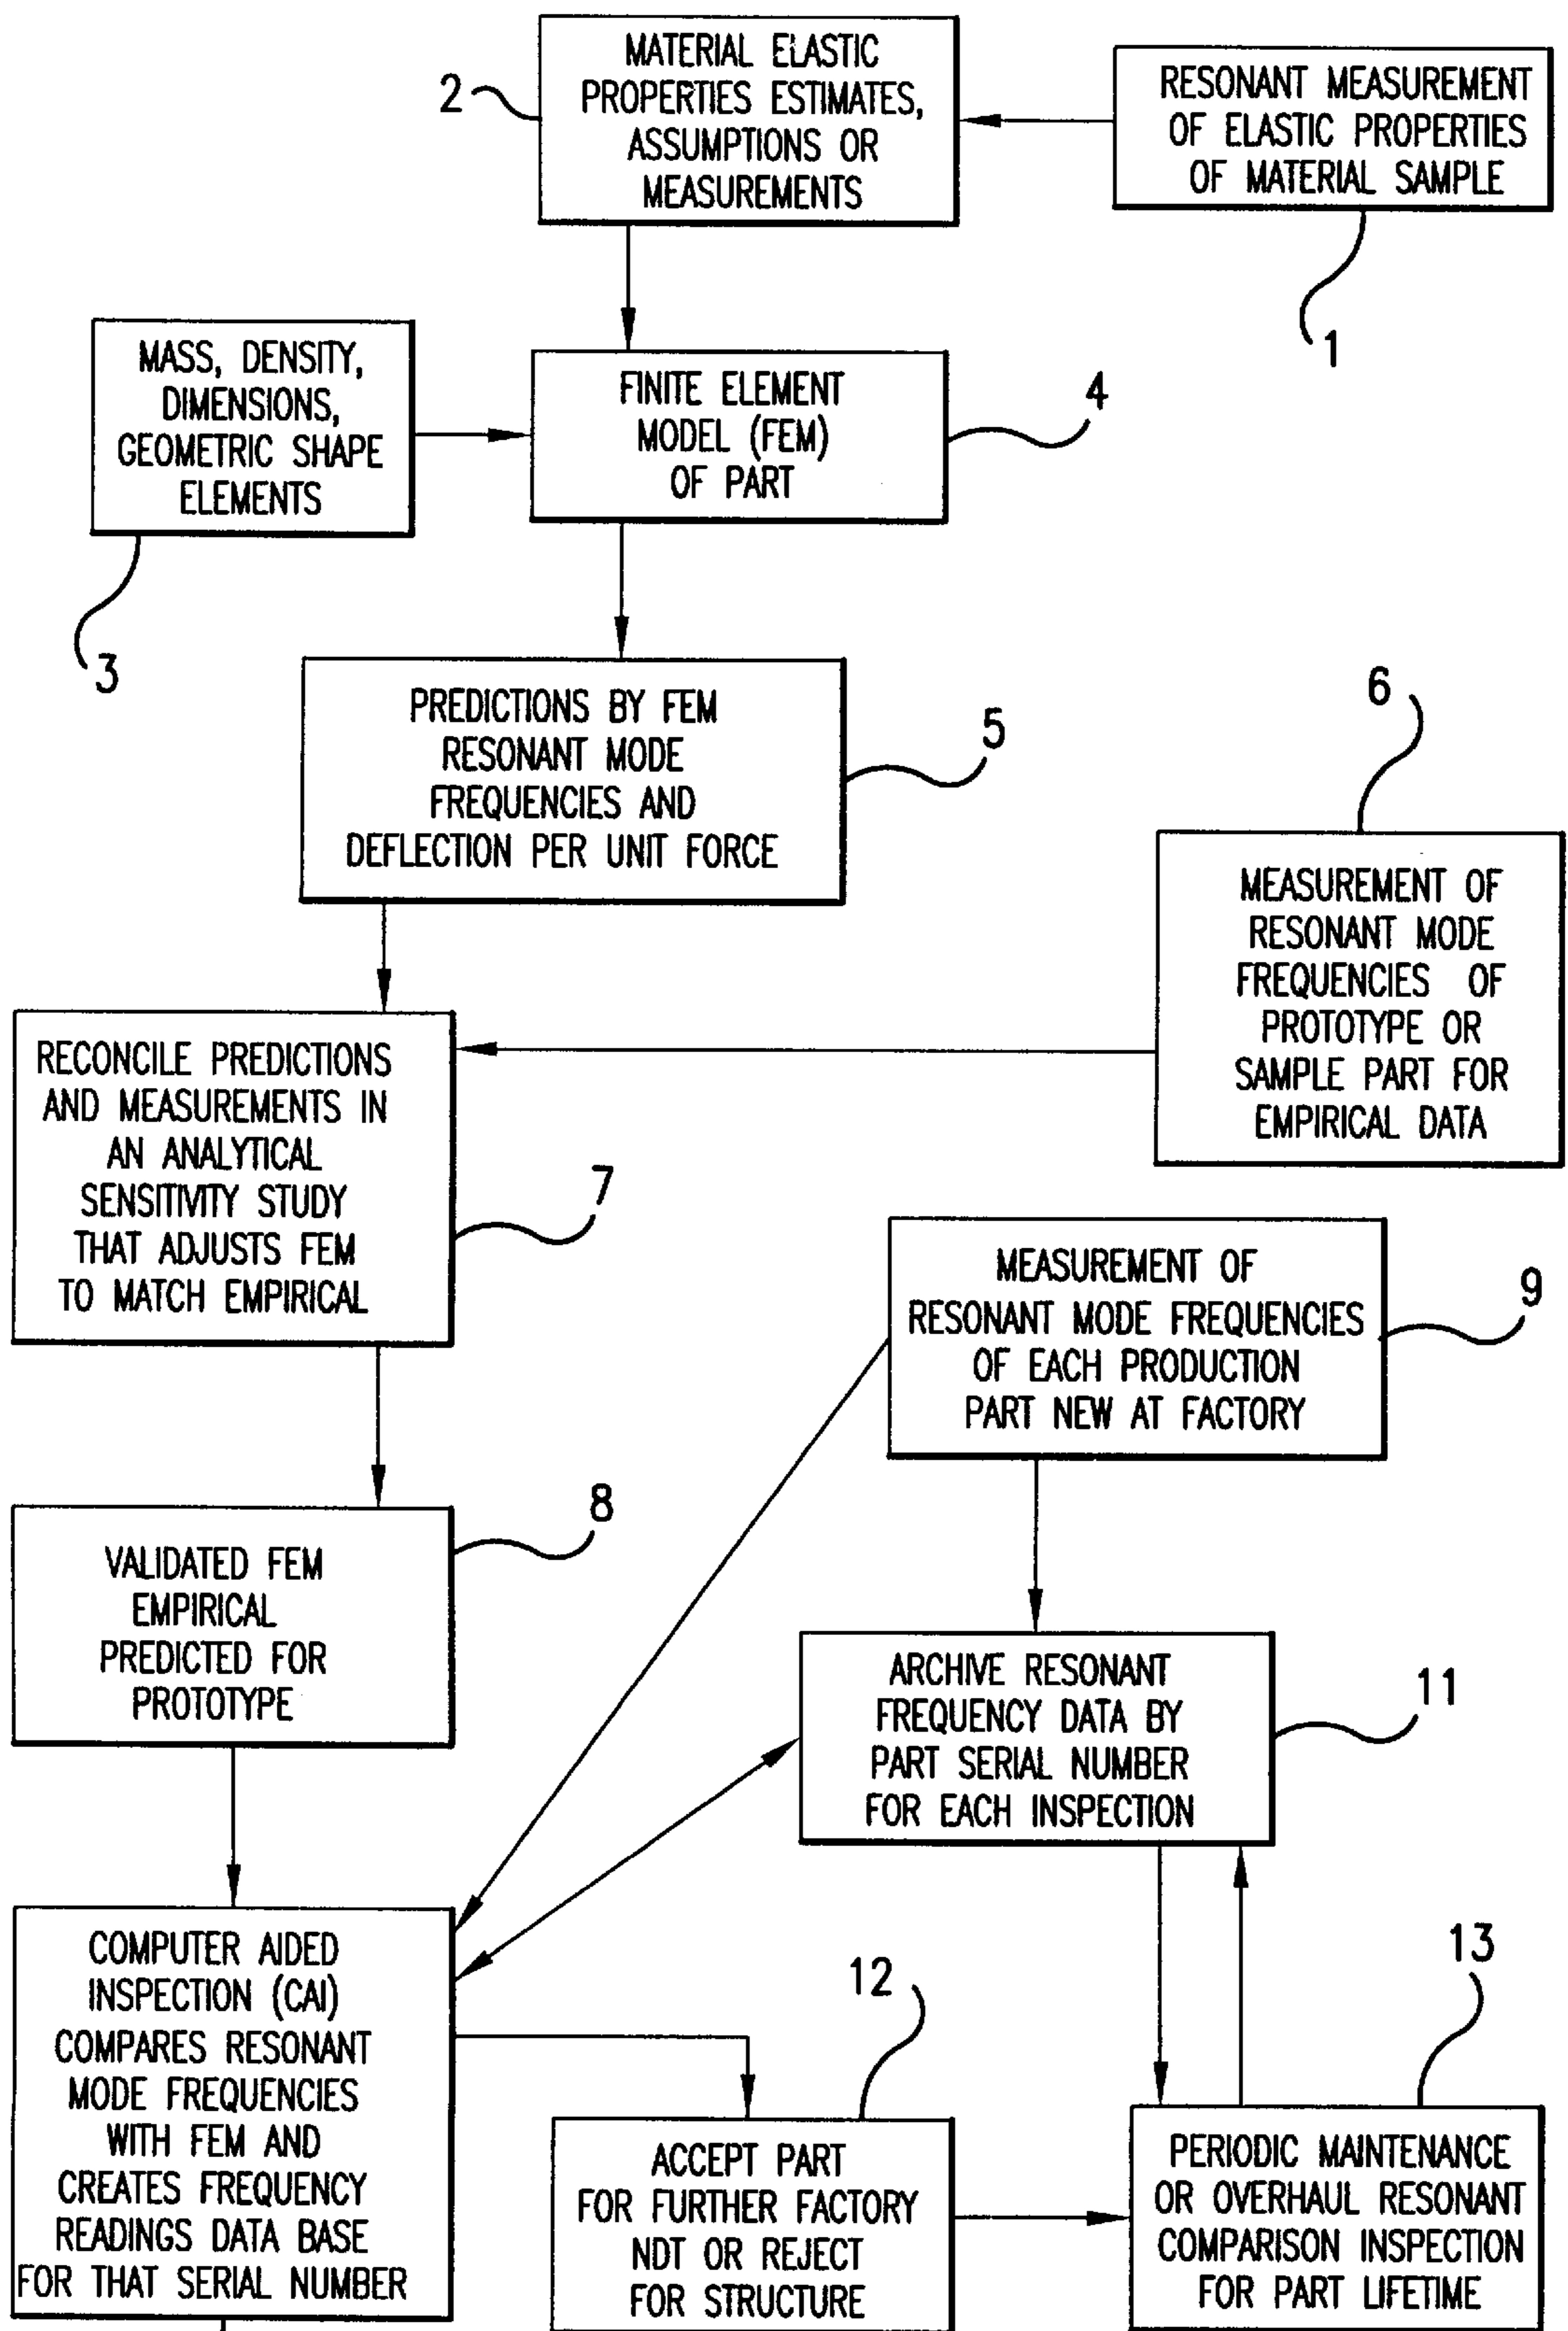 MATERIAL ELASTIC
PROPERTIES ESTIMATES,
ASSUMPTIONS OR
MEASUREMENTS
2
RESONANT MEASUREMENT
OF ELASTIC PROPERTIES
OF MATERIAL SAMPLE
1
MASS, DENSITY,
DIMENSIONS,
GEOMETRIC SHAPE
ELEMENTS
3
FINITE ELEMENT
MODEL (FEM)
OF PART
4
PREDICTIONS BY FEM
RESONANT MODE
FREQUENCIES AND
DEFLECTION PER UNIT FORCE
5
6
MEASUREMENT OF
RESONANT MODE
FREQUENCIES OF
PROTOTYPE OR
SAMPLE PART FOR
EMPIRICAL DATA
RECONCILE PREDICTIONS
AND MEASUREMENTS IN
AN ANALYTICAL
SENSITIVITY STUDY
THAT ADJUSTS FEM
TO MATCH EMPIRICAL
7
MEASUREMENT OF
RESONANT MODE FREQUENCIES
OF EACH PRODUCTION
PART NEW AT FACTORY
9
VALIDATED FEM
EMPIRICAL
PREDICTED FOR
PROTOTYPE
8
ARCHIVE RESONANT
FREQUENCY DATA BY
PART SERIAL NUMBER
FOR EACH INSPECTION
11
COMPUTER AIDED
INSPECTION (CAI)
COMPARES RESONANT
MODE FREQUENCIES
WITH FEM AND
CREATES FREQUENCY
READINGS DATA BASE
FOR THAT SERIAL NUMBER
12
ACCEPT PART
FOR FURTHER FACTORY
NDT OR REJECT
FOR STRUCTURE
13
PERIODIC MAINTENANCE
OR OVERHAUL RESONANT
COMPARISON INSPECTION
FOR PART LIFETIME